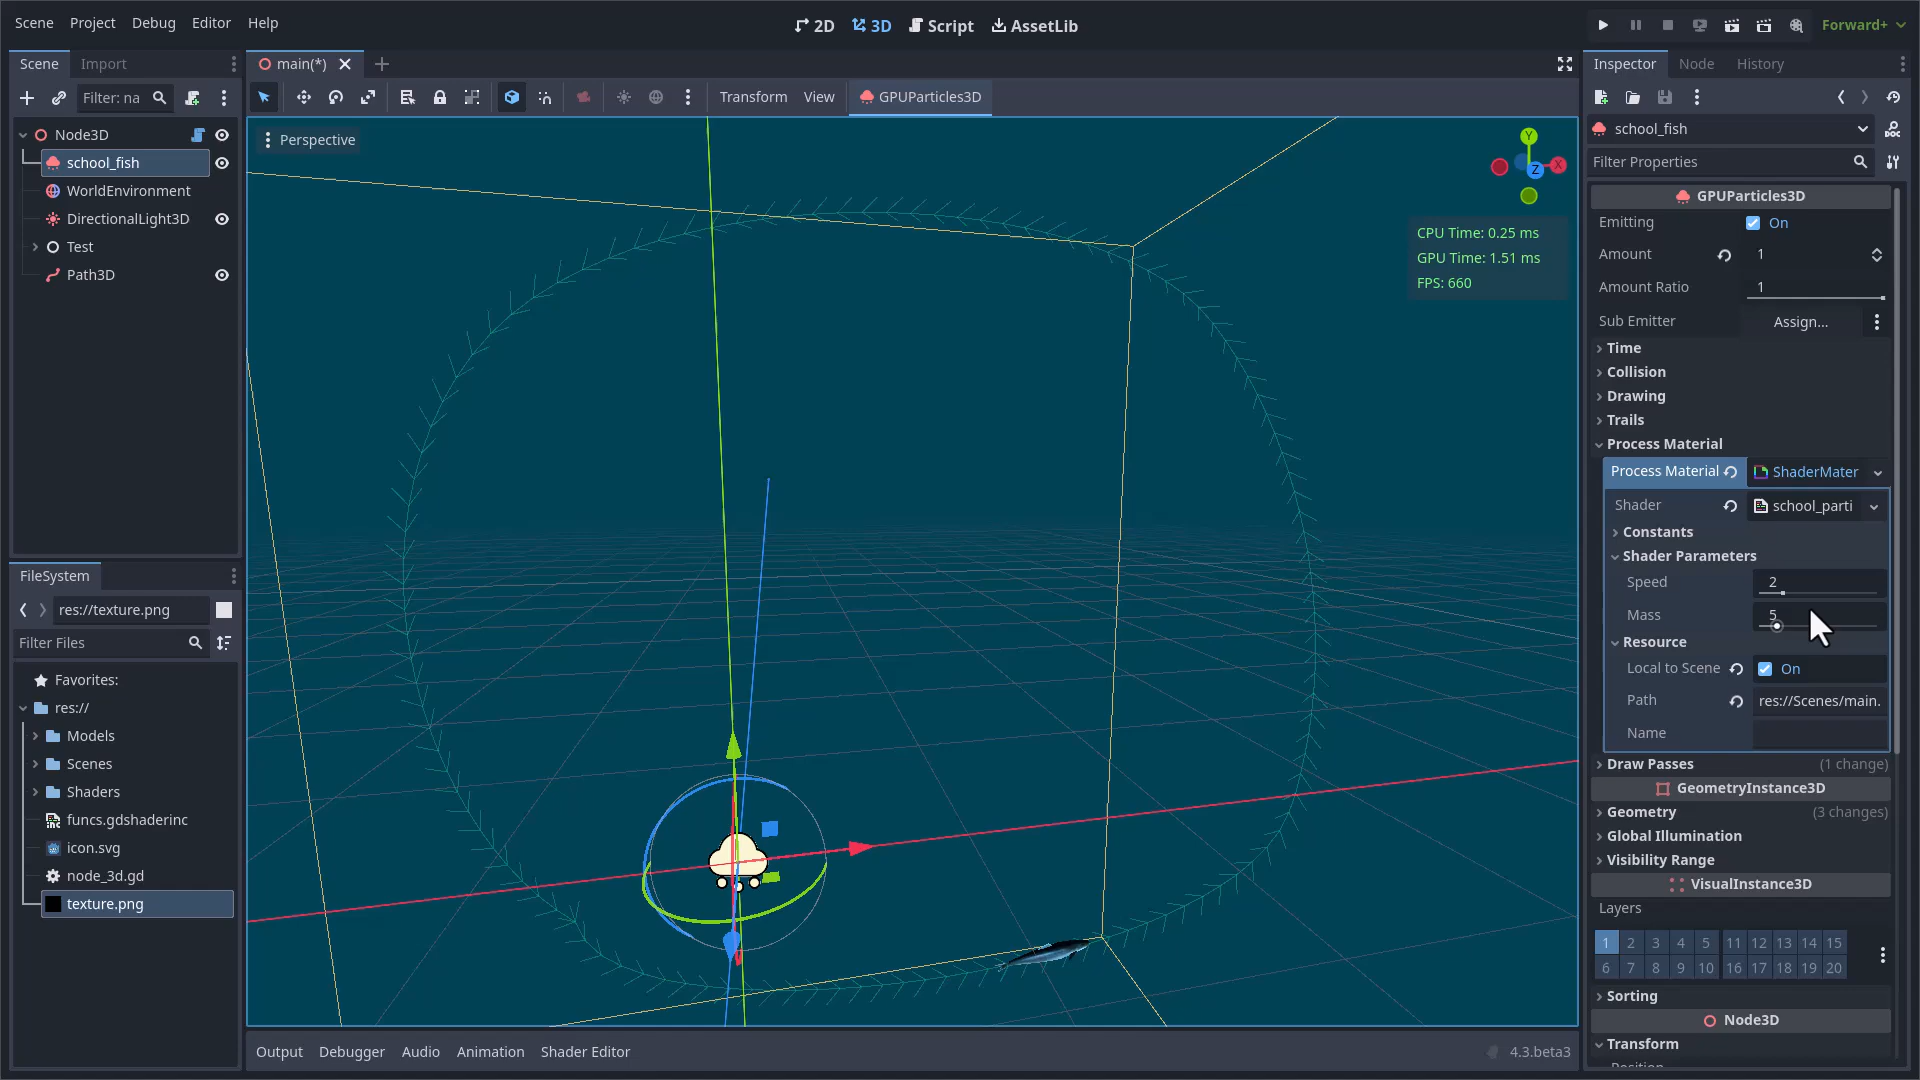 Scene Project Debug Editor Help
2D 3D Script AssetLib
Forward+
Scene Import
Filter: na
Node3D
school_fish
WorldEnvironment
DirectionalLight3D
Test
Path3D
FileSystem
res://texture.png
Filter Files
Favorites:
res://
Models
Scenes
Shaders
funcs.gdshaderinc
icon.svg
node_3d.gd
texture.png
main(*)
Transform View GPUParticles3D
Perspective
Y
X
Z
CPU Time: 0.25 ms
GPU Time: 1.51 ms
FPS: 660
Output Debugger Audio Animation Shader Editor
4.3.beta3
Inspector Node History
school_fish
Filter Properties
GPUParticles3D
Emitting On
Amount 1
Amount Ratio 1
Sub Emitter Assign...
Time
Collision
Drawing
Trails
Process Material
Process Material ShaderMater
Shader school_parti
Constants
Shader Parameters
Speed 2
Mass 5
Resource
Local to Scene On
Path res://Scenes/main.
Name
Draw Passes (1 change)
GeometryInstance3D
Geometry (3 changes)
Global Illumination
Visibility Range
VisualInstance3D
Layers
1 2 3 4 5 11 12 13 14 15
6 7 8 9 10 16 17 18 19 20
Sorting
Node3D
Transform
Position